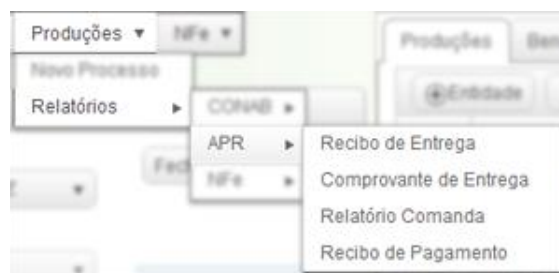 Produções ▾ NFe ▾
Produções
Novo Processo
Entidade
Relatórios ▸ CONAB ▸
APR ▸ Recibo de Entrega
NFe ▸ Comprovante de Entrega
Relatório Comanda
Recibo de Pagamento